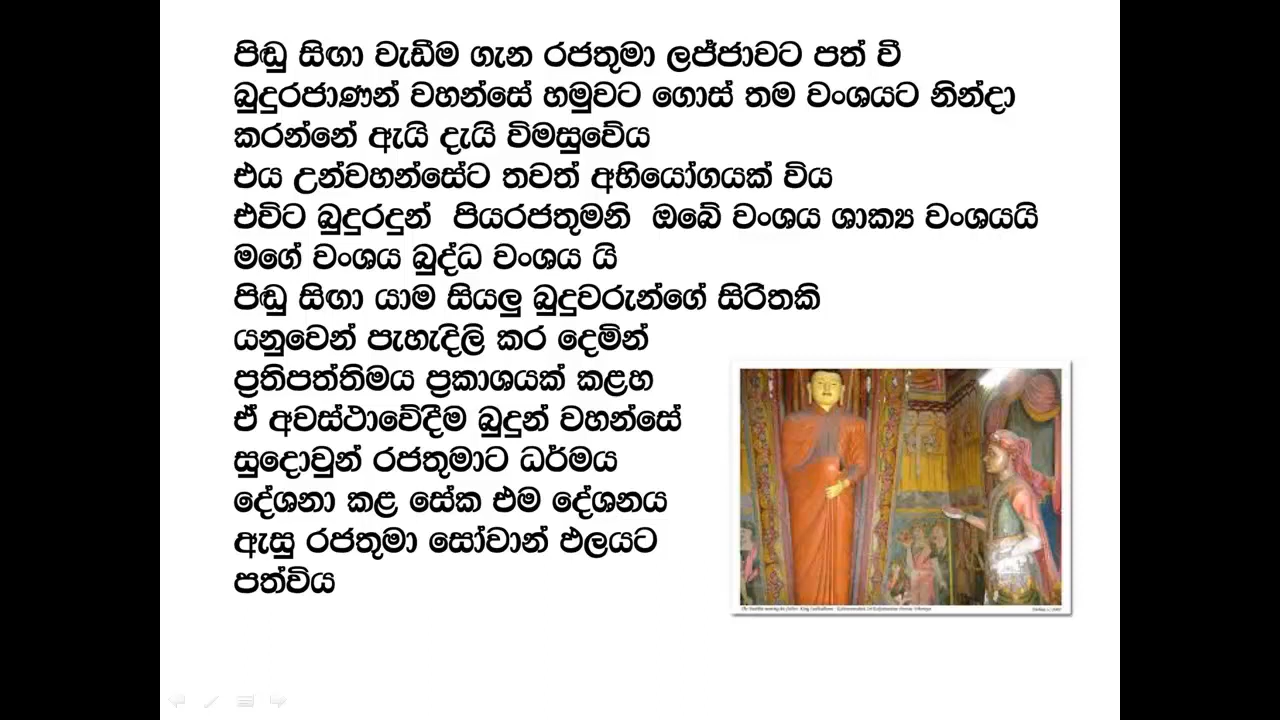 පිඬු සිඟා වැඩීම ගැන රජතුමා ලජ්ජාවට පත් වී
බුදුරජාණන් වහන්සේ හමුවට ගොස් තම වංශයට නින්දා
කරන්නේ ඇයි දැයි විමසුවේය
එය උන්වහන්සේට තවත් අභියෝගයක් විය
එවිට බුදුරදුන් පියරජතුමනි ඔබේ වංශය ශාක්‍ය වංශයයි
මගේ වංශය බුද්ධ වංශය යි
පිඬු සිඟා යාම සියලු බුදුවරුන්ගේ සිරිතකි
යනුවෙන් පැහැදිලි කර දෙමින්
ප්‍රතිපත්තිමය ප්‍රකාශයක් කළහ
ඒ අවස්ථාවේදීම බුදුන් වහන්සේ
සුදොවුන් රජතුමාට ධර්මය
දේශනා කළ සේක එම දේශනය
ඇසු රජතුමා සෝවාන් ඵලයට
පත්විය